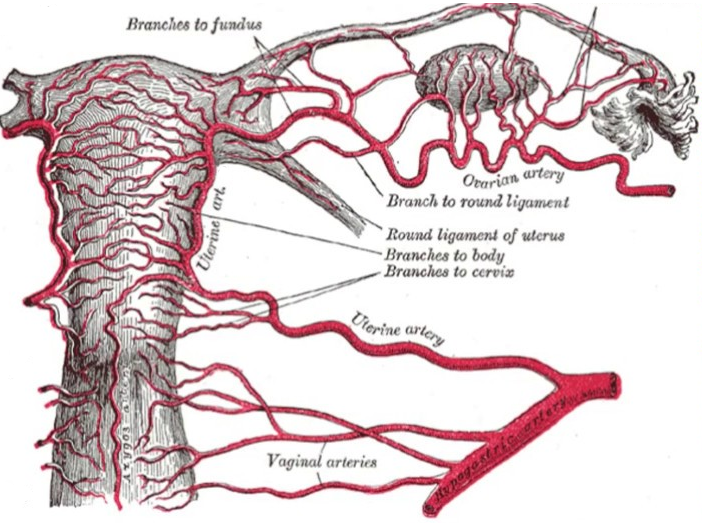 Branches to fundus
Ovarian artery
Branch to round ligament
Uterine art.
Round ligament of uterus
Branches to body
Branches to cervix
Uterine artery
Hypogastric artery
Vaginal arteries